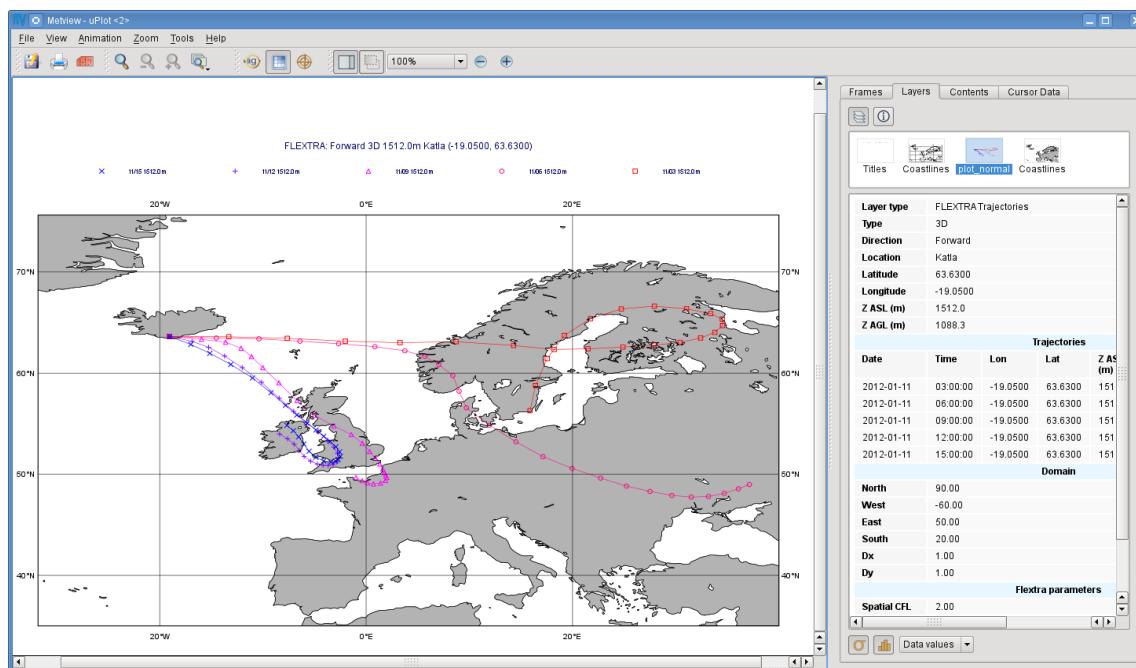 Metview - uPlot <2>
File View Animation Zoom Tools Help
100%
FLEXTRA: Forward 3D 1512.0m Katla (-19.0500, 63.6300)
11/15 1512.0m 11/12 1512.0m 11/09 1512.0m 11/06 1512.0m 11/03 1512.0m
20°W 0°E 20°E
70°N 70°N
60°N 60°N
50°N 50°N
40°N 40°N
20°W 0°E 20°E
Frames Layers Contents Cursor Data
Titles Coastlines plot_normal Coastlines
Layer type FLEXTRA Trajectories
Type 3D
Direction Forward
Location Katla
Latitude 63.6300
Longitude -19.0500
Z ASL (m) 1512.0
Z AGL (m) 1088.3
Trajectories
Date Time Lon Lat Z AS
(m)
2012-01-11 03:00:00 -19.0500 63.6300 151
2012-01-11 06:00:00 -19.0500 63.6300 151
2012-01-11 09:00:00 -19.0500 63.6300 151
2012-01-11 12:00:00 -19.0500 63.6300 151
2012-01-11 15:00:00 -19.0500 63.6300 151
Domain
North 90.00
West -60.00
East 50.00
South 20.00
Dx 1.00
Dy 1.00
Flextra parameters
Spatial CFL 2.00
Data values